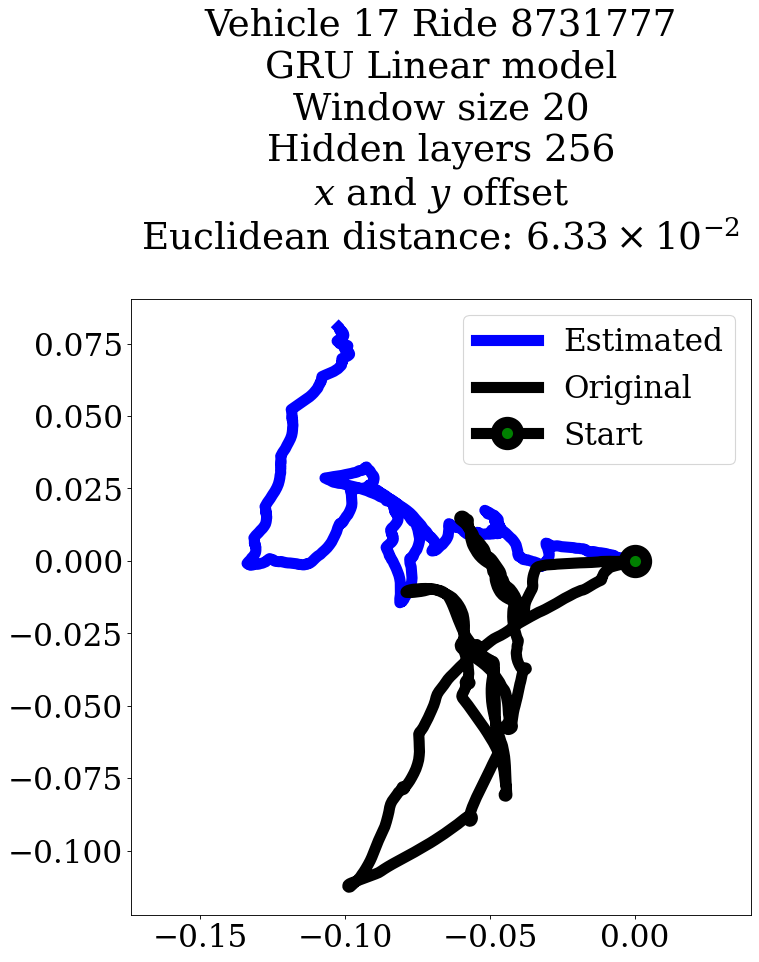 Vehicle 17 Ride 8731777
GRU Linear model
Window size 20
Hidden layers 256
x and y offset
Euclidean distance: 6.33 × 10⁻²
Estimated
Original
Start
0.075
0.050
0.025
0.000
−0.025
−0.050
−0.075
−0.100
−0.15
−0.10
−0.05
0.00